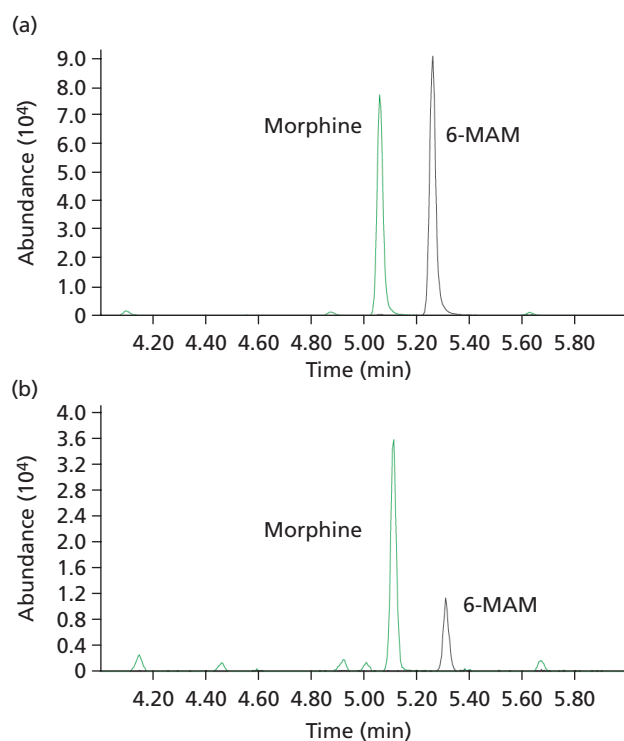 (a)
Abundance (10⁴)
9.0
8.0
7.0
6.0
5.0
4.0
3.0
2.0
1.0
0
Morphine
6-MAM
4.20 4.40 4.60 4.80 5.00 5.20 5.40 5.60 5.80
Time (min)
(b)
Abundance (10⁴)
4.0
3.6
3.2
2.8
2.4
2.0
1.6
1.2
0.8
0.4
0
Morphine
6-MAM
4.20 4.40 4.60 4.80 5.00 5.20 5.40 5.60 5.80
Time (min)